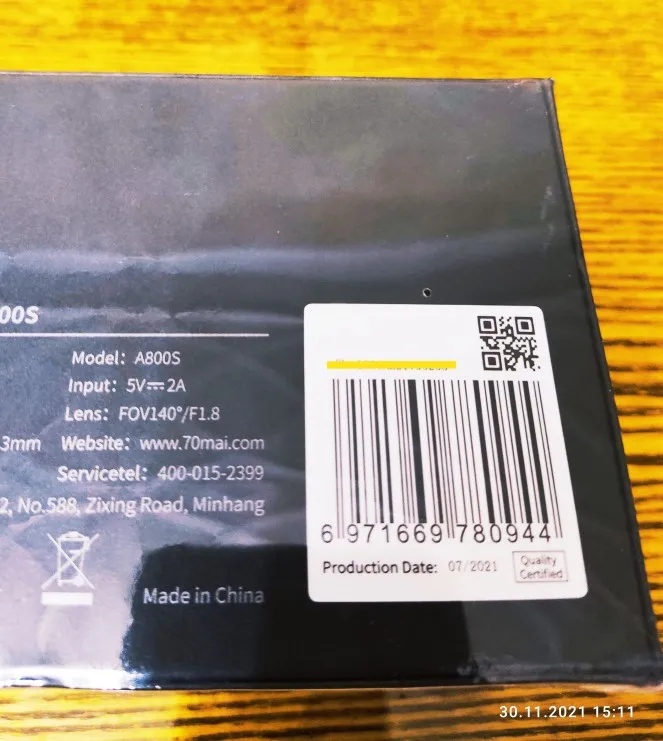 00S
Model: A800S
Input: 5V⎓2A
Lens: FOV140°/F1.8
3mm Website: www.70mai.com
Servicetel: 400-015-2399
2, No.588, Zixing Road, Minhang
Made in China
6 971669 780944
Production Date: 07/2021
Quality
Certified
30.11.2021 15:11